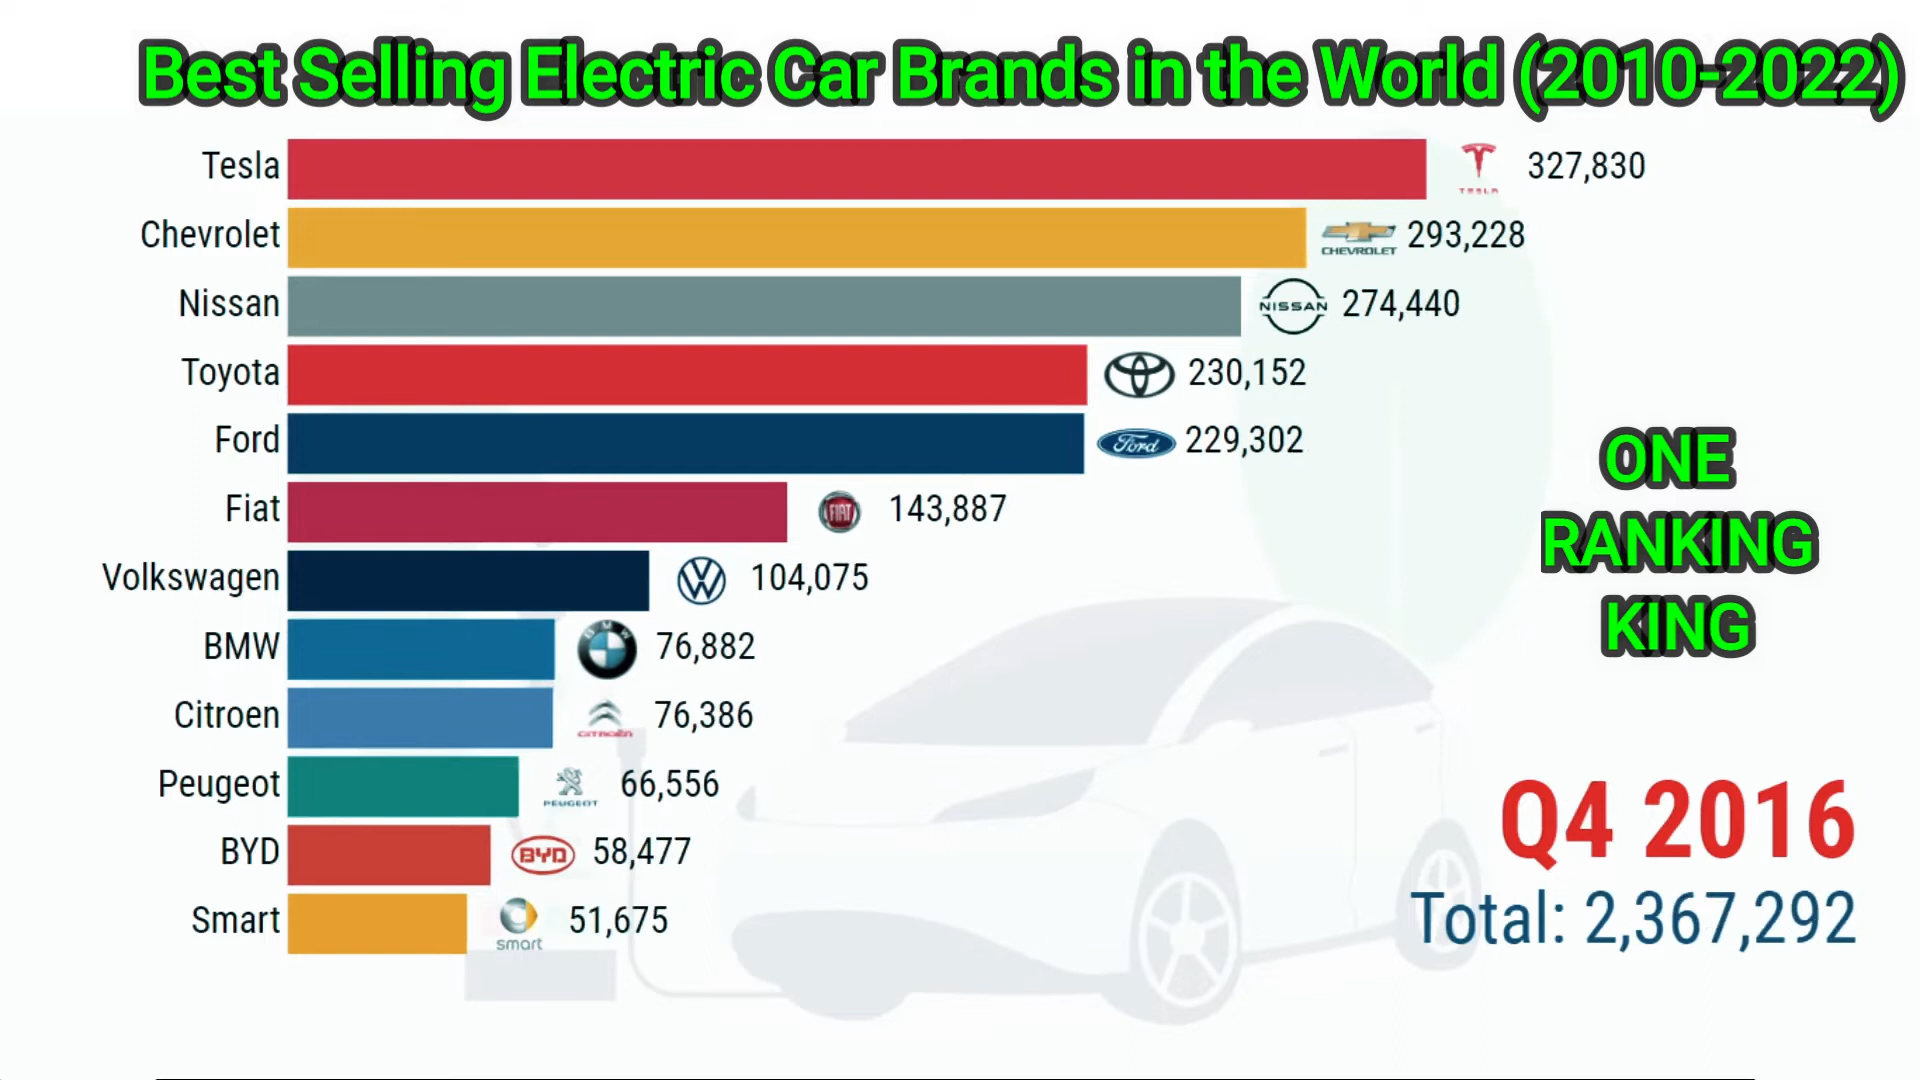 Best Selling Electric Car Brands in the World (2010-2022)
Tesla TESLA 327,830
Chevrolet CHEVROLET 293,228
Nissan NISSAN 274,440
Toyota 230,152
Ford Ford 229,302
Fiat FIAT 143,887
Volkswagen 104,075
BMW BMW 76,882
Citroen CITROËN 76,386
Peugeot PEUGEOT 66,556
BYD BYD 58,477
Smart smart 51,675
ONE
RANKING
KING
Q4 2016
Total: 2,367,292